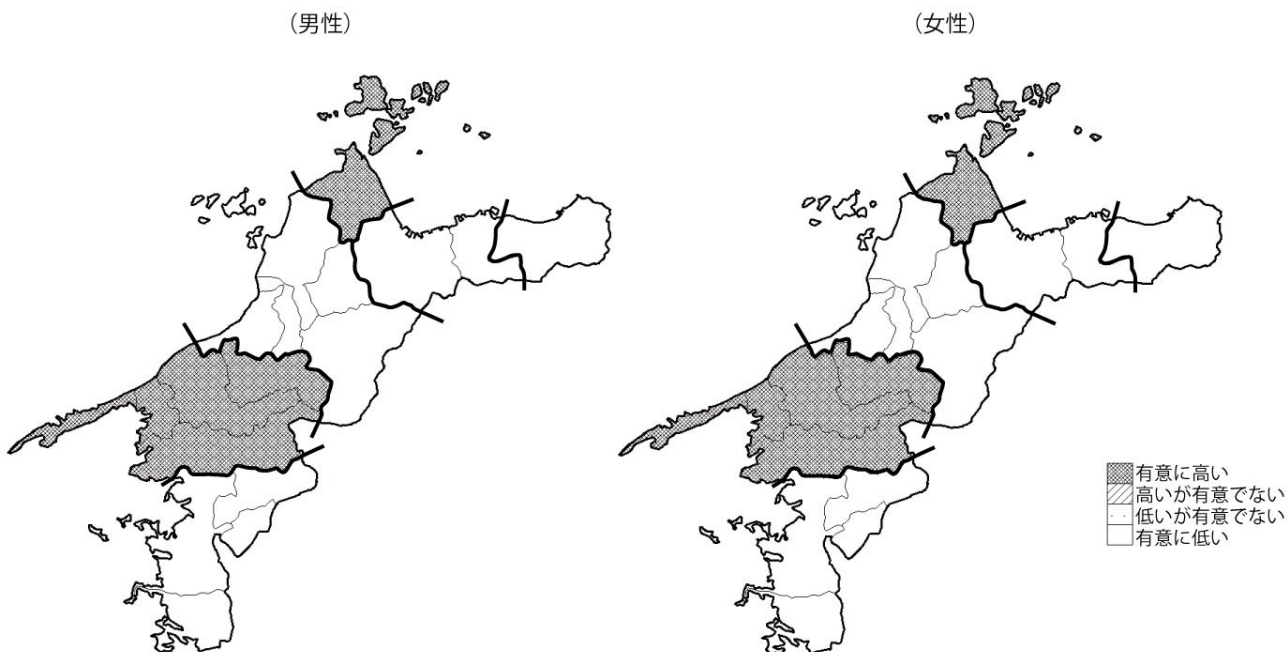 (男性)
(女性)
有意に高い
高いが有意でない
低いが有意でない
有意に低い